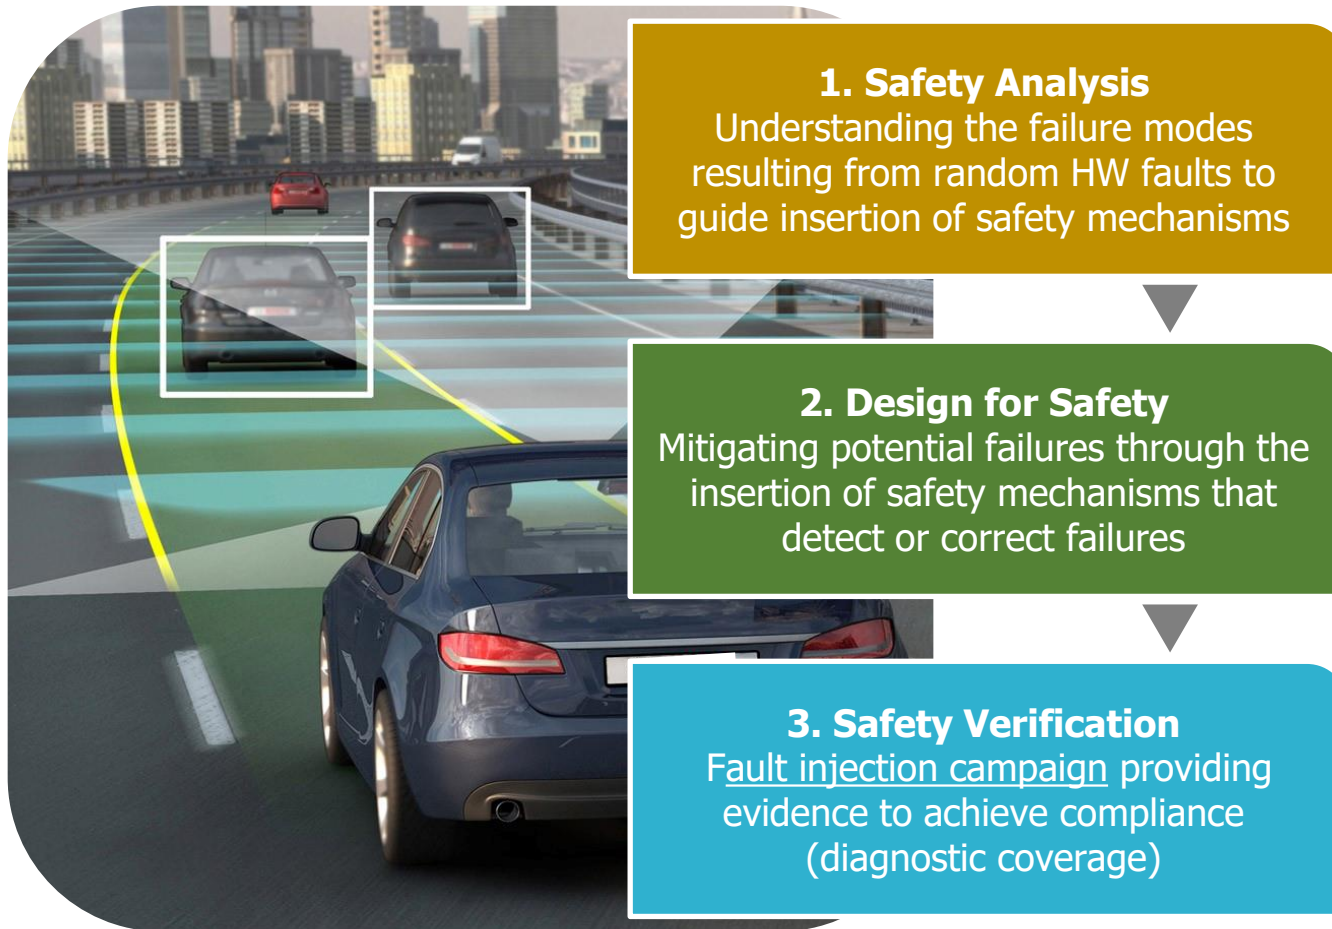 1. Safety Analysis
Understanding the failure modes
resulting from random HW faults to
guide insertion of safety mechanisms
2. Design for Safety
Mitigating potential failures through the
insertion of safety mechanisms that
detect or correct failures
3. Safety Verification
Fault injection campaign providing
evidence to achieve compliance
(diagnostic coverage)